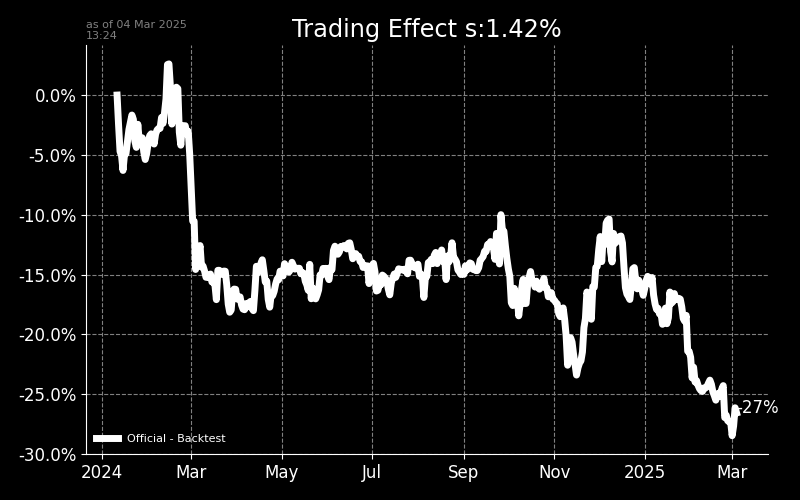 as of 04 Mar 2025
13:24
Trading Effect s:1.42%
0.0%
-5.0%
-10.0%
-15.0%
-20.0%
-25.0%
-30.0%
-27%
Official - Backtest
2024 Mar May Jul Sep Nov 2025 Mar